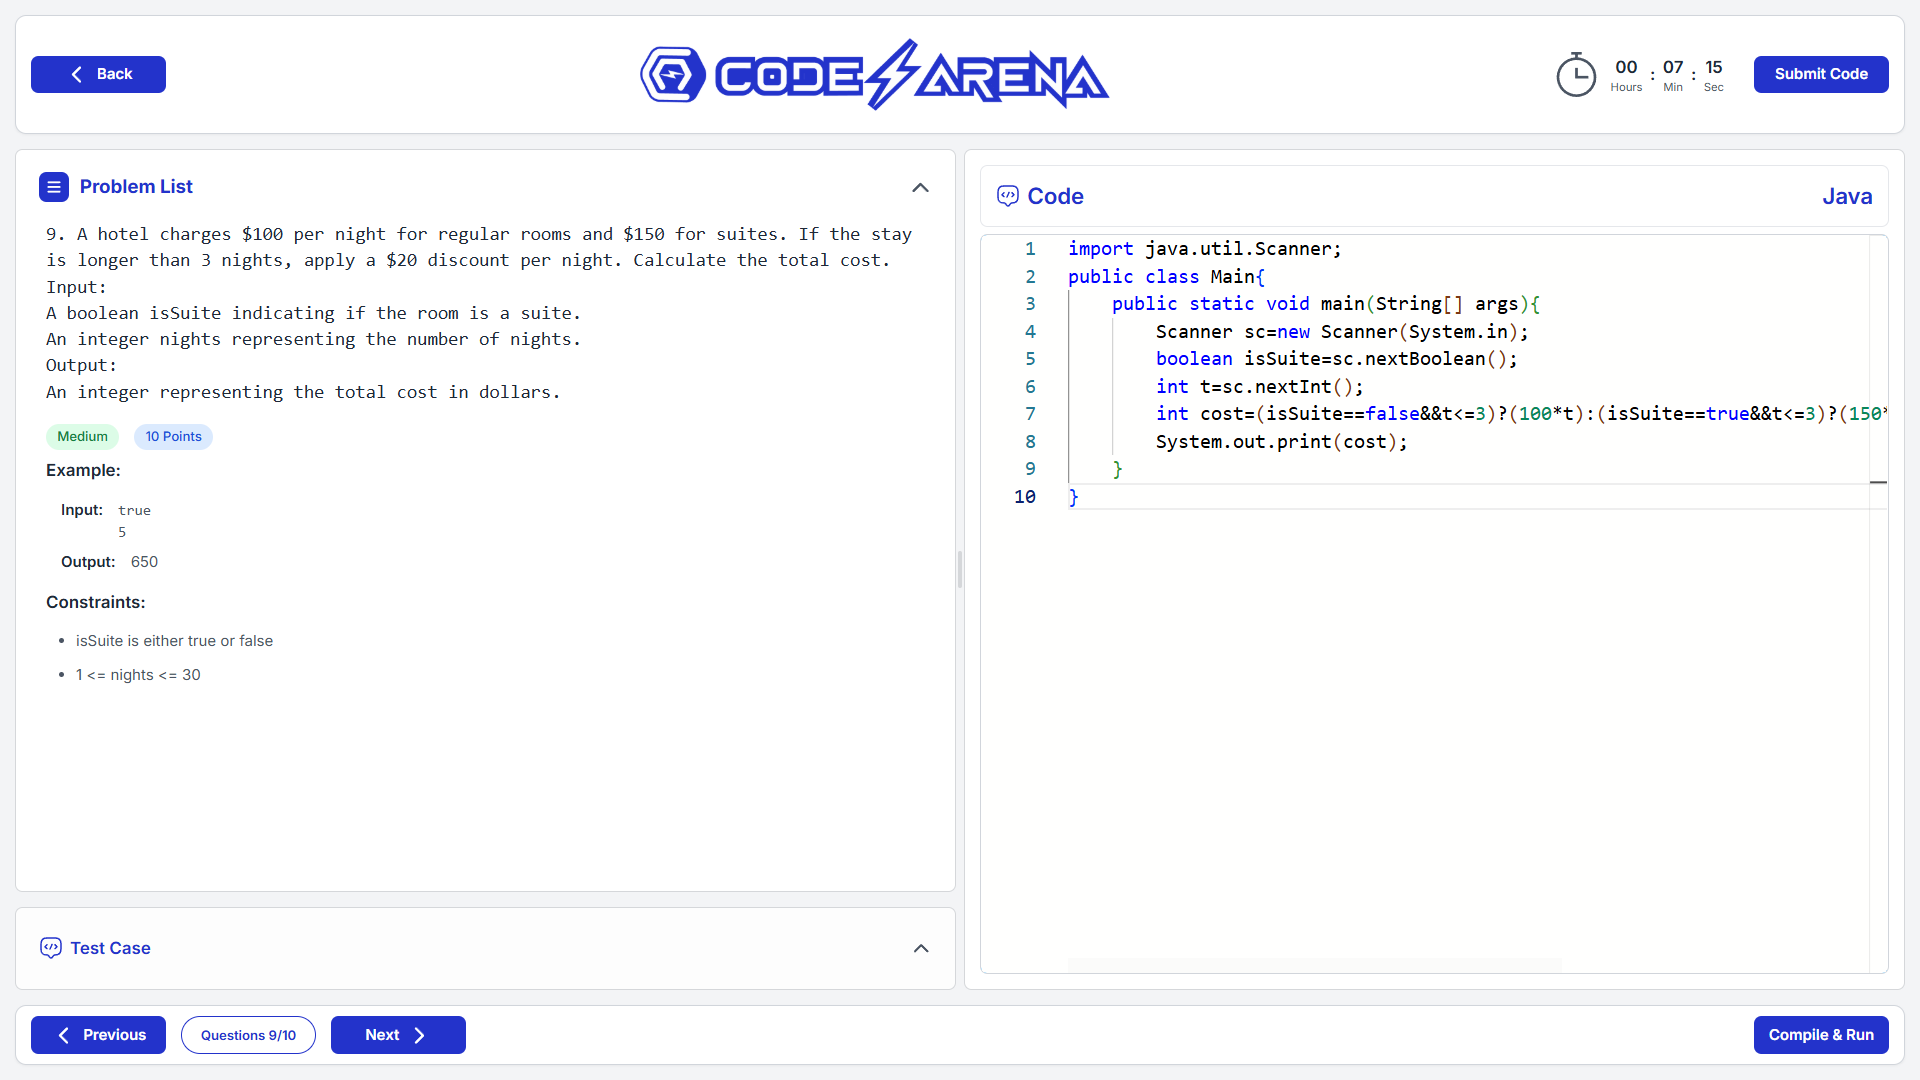 Back
CODE ARENA
00 : 07 : 15
Hours Min Sec
Submit Code
Problem List
9. A hotel charges $100 per night for regular rooms and $150 for suites. If the stay
is longer than 3 nights, apply a $20 discount per night. Calculate the total cost.
Input:
A boolean isSuite indicating if the room is a suite.
An integer nights representing the number of nights.
Output:
An integer representing the total cost in dollars.
Medium 10 Points
Example:
Input: true
5
Output: 650
Constraints:
• isSuite is either true or false
• 1 <= nights <= 30
Test Case
Code Java
1 import java.util.Scanner;
2 public class Main{
3 public static void main(String[] args){
4 Scanner sc=new Scanner(System.in);
5 boolean isSuite=sc.nextBoolean();
6 int t=sc.nextInt();
7 int cost=(isSuite==false&&t<=3)?(100*t):(isSuite==true&&t<=3)?(150*
8 System.out.print(cost);
9 }
10 }
Previous
Questions 9/10
Next
Compile & Run